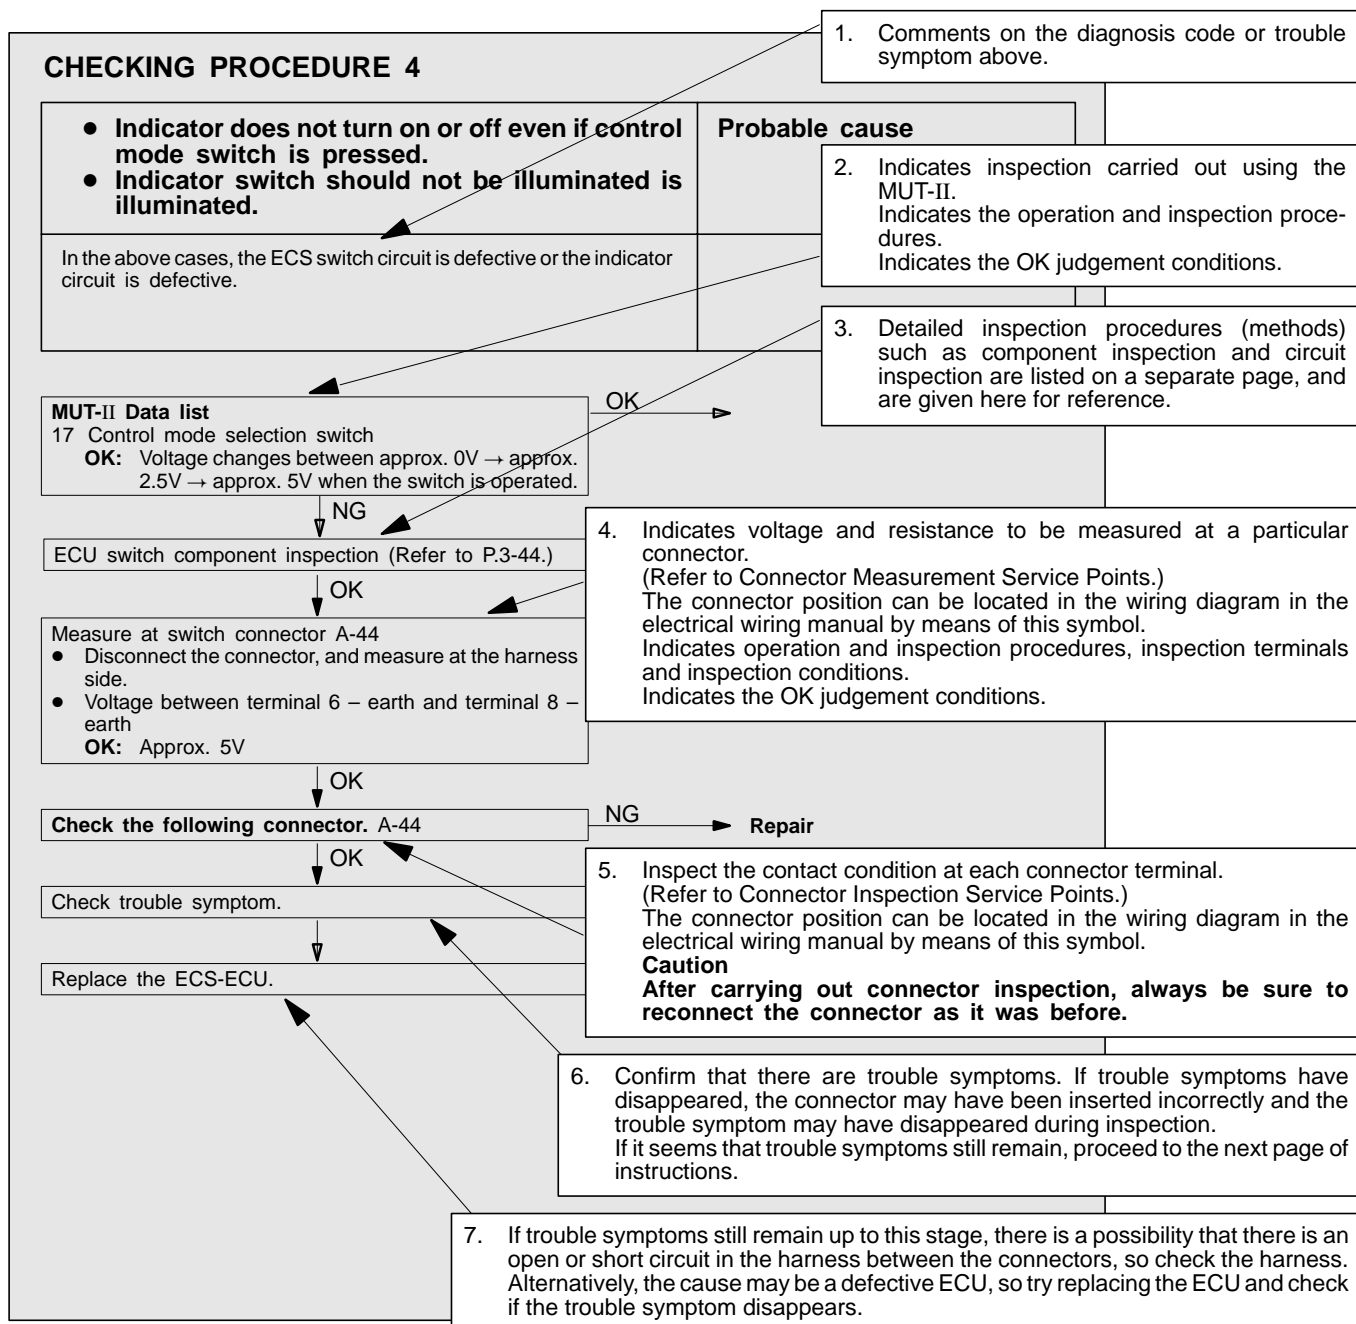 CHECKING PROCEDURE 4
● Indicator does not turn on or off even if control
mode switch is pressed.
● Indicator switch should not be illuminated is
illuminated.
Probable cause
In the above cases, the ECS switch circuit is defective or the indicator
circuit is defective.
MUT-II Data list
17 Control mode selection switch
OK: Voltage changes between approx. 0V → approx.
2.5V → approx. 5V when the switch is operated.
OK
NG
ECU switch component inspection (Refer to P.3-44.)
OK
Measure at switch connector A-44
● Disconnect the connector, and measure at the harness
side.
● Voltage between terminal 6 – earth and terminal 8 –
earth
OK: Approx. 5V
OK
Check the following connector. A-44
NG
Repair
OK
Check trouble symptom.
Replace the ECS-ECU.
1. Comments on the diagnosis code or trouble
symptom above.
2. Indicates inspection carried out using the
MUT-II.
Indicates the operation and inspection proce-
dures.
Indicates the OK judgement conditions.
3. Detailed inspection procedures (methods)
such as component inspection and circuit
inspection are listed on a separate page, and
are given here for reference.
4. Indicates voltage and resistance to be measured at a particular
connector.
(Refer to Connector Measurement Service Points.)
The connector position can be located in the wiring diagram in the
electrical wiring manual by means of this symbol.
Indicates operation and inspection procedures, inspection terminals
and inspection conditions.
Indicates the OK judgement conditions.
5. Inspect the contact condition at each connector terminal.
(Refer to Connector Inspection Service Points.)
The connector position can be located in the wiring diagram in the
electrical wiring manual by means of this symbol.
Caution
After carrying out connector inspection, always be sure to
reconnect the connector as it was before.
6. Confirm that there are trouble symptoms. If trouble symptoms have
disappeared, the connector may have been inserted incorrectly and the
trouble symptom may have disappeared during inspection.
If it seems that trouble symptoms still remain, proceed to the next page of
instructions.
7. If trouble symptoms still remain up to this stage, there is a possibility that there is an
open or short circuit in the harness between the connectors, so check the harness.
Alternatively, the cause may be a defective ECU, so try replacing the ECU and check
if the trouble symptom disappears.